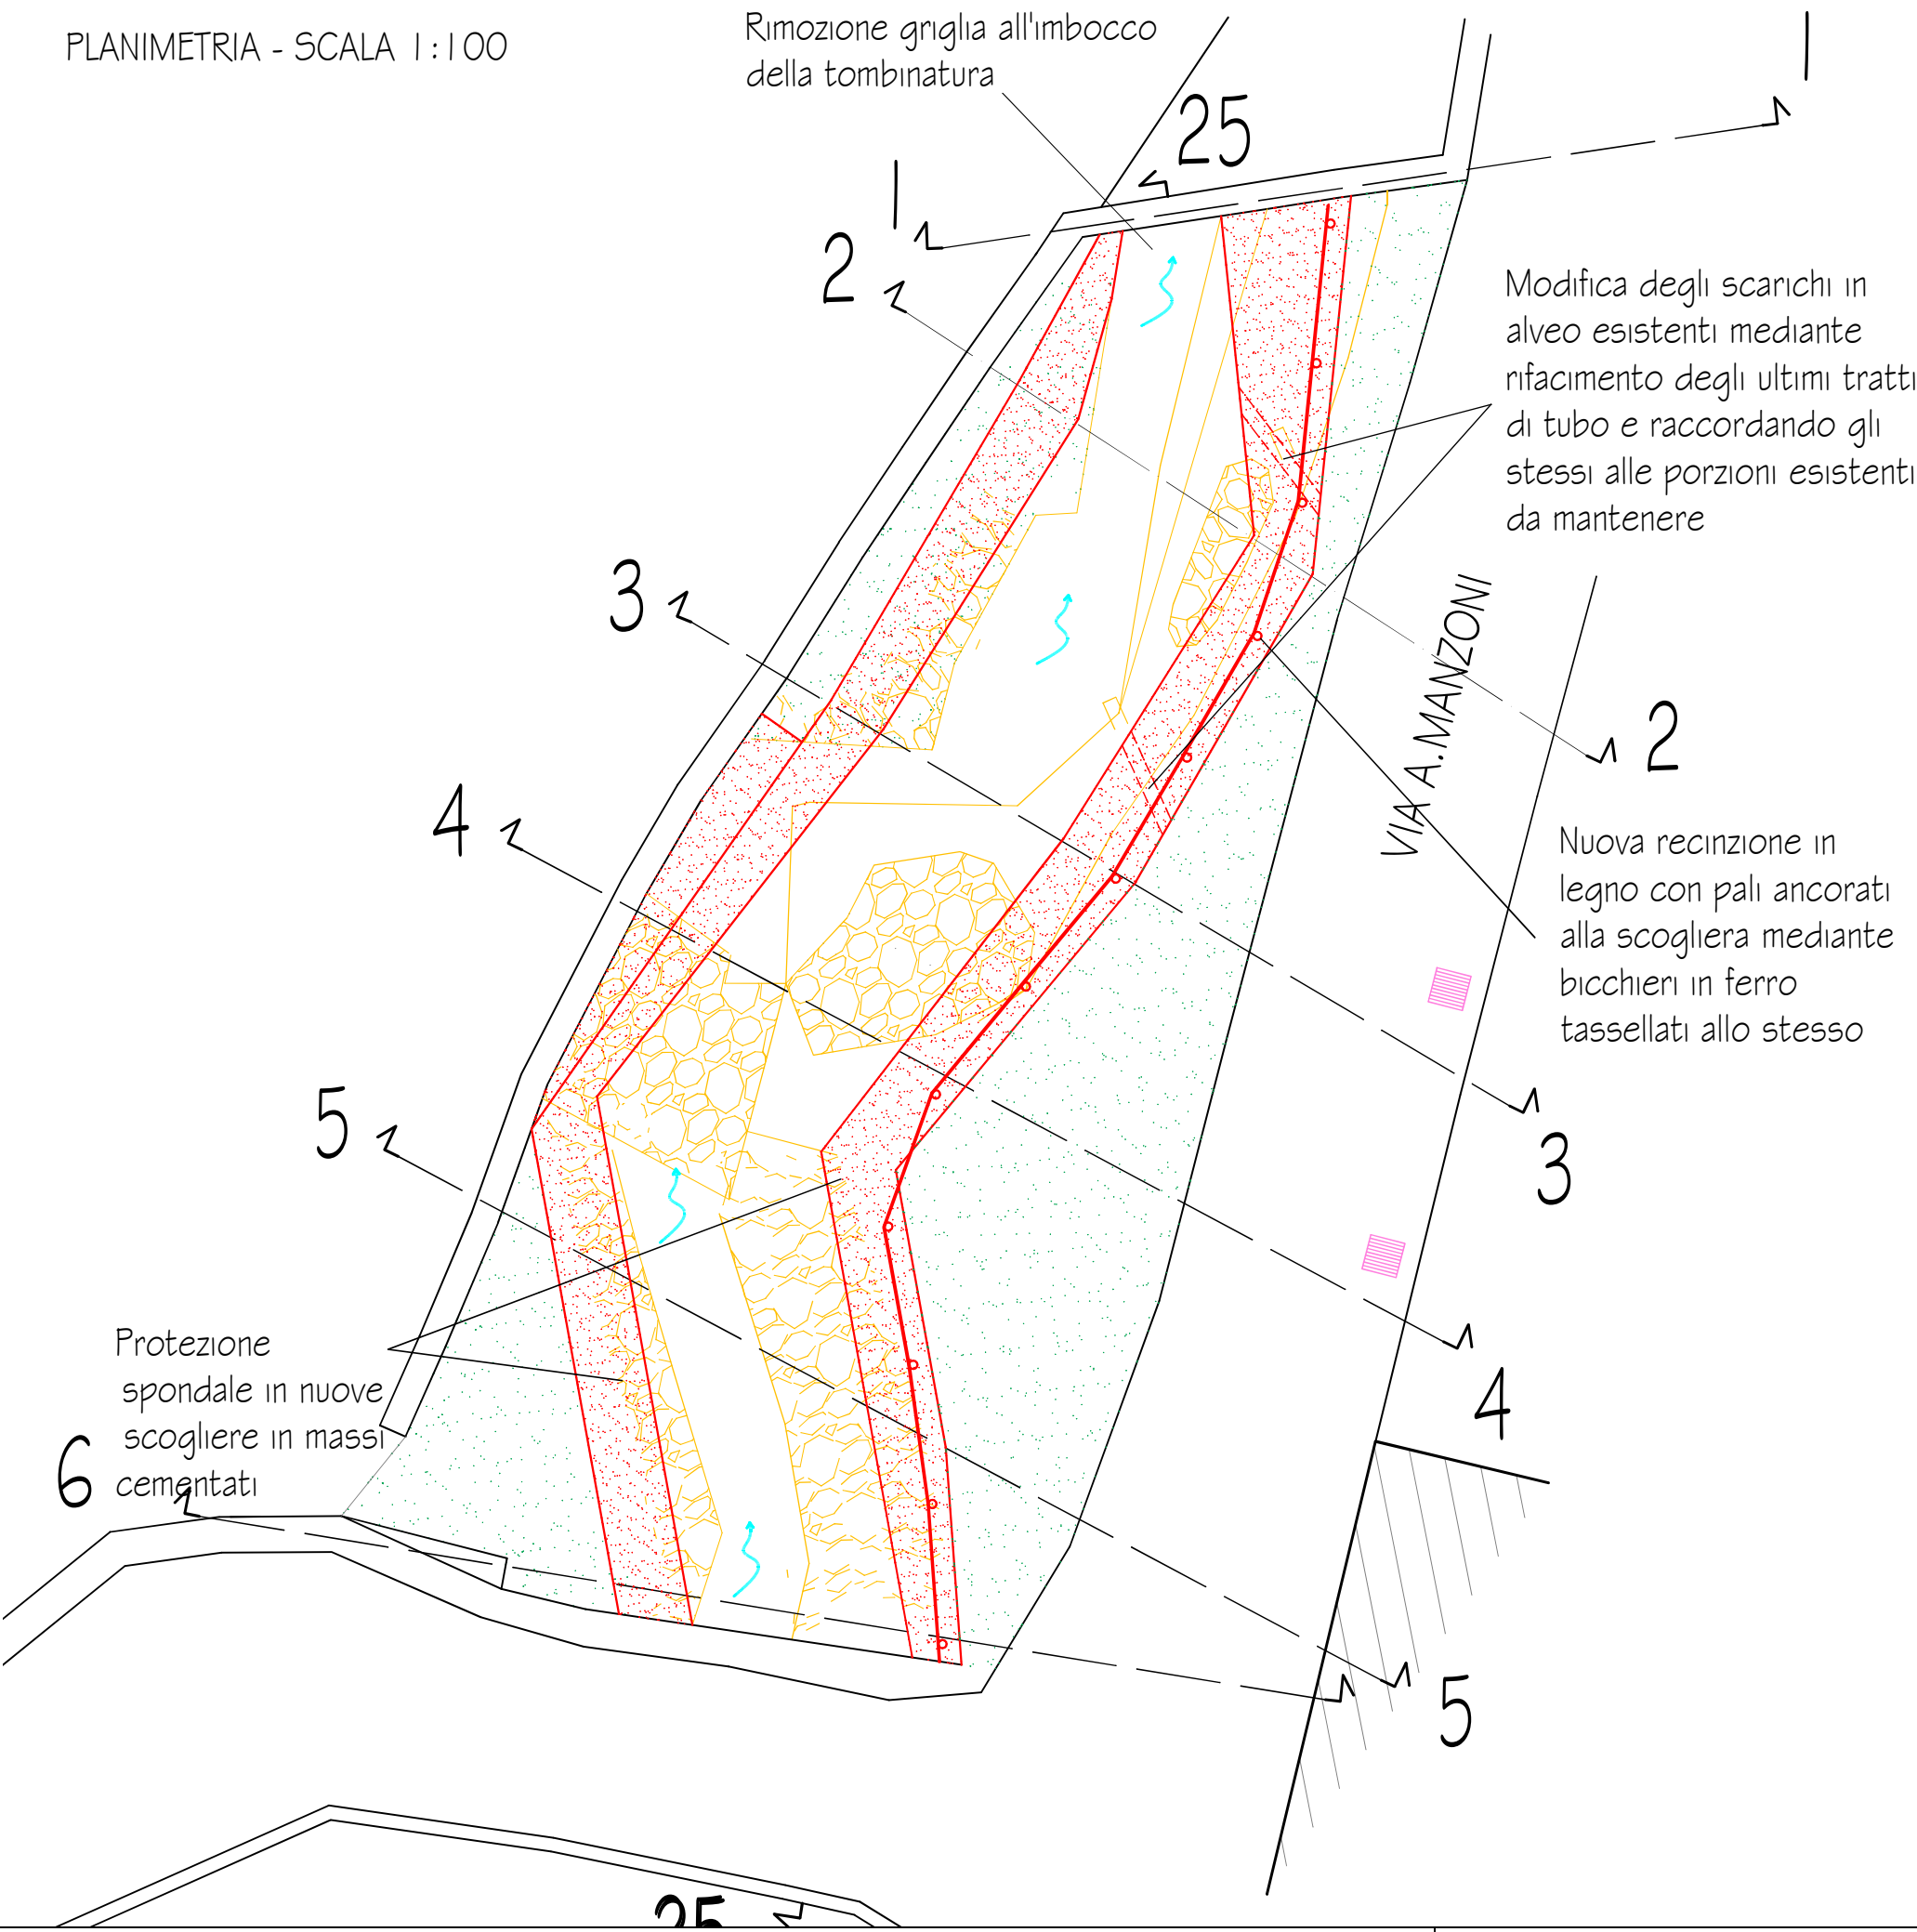 PLANIMETRIA - SCALA 1:100
Rimozione griglia all'imbocco
della tombinatura
1
25
1
2
Modifica degli scarichi in
alveo esistenti mediante
rifacimento degli ultimi tratti
di tubo e raccordando gli
stessi alle porzioni esistenti
da mantenere
3
VIA A.MANZONI
2
4
Nuova recinzione in
legno con pali ancorati
alla scogliera mediante
bicchieri in ferro
tassellati allo stesso
5
3
Protezione
spondale in nuove
scogliere in massi
cementati
4
6
5
25